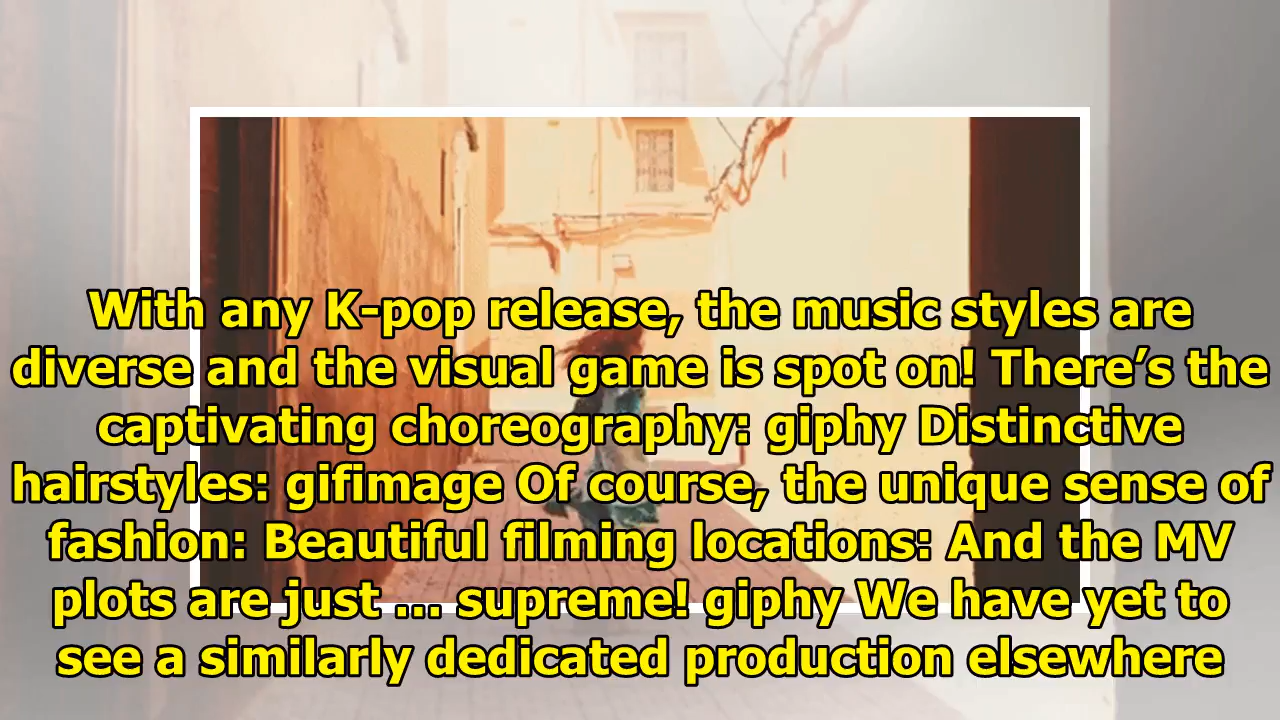 With any K-pop release, the music styles are
diverse and the visual game is spot on! There’s the
captivating choreography: giphy Distinctive
hairstyles: gifimage Of course, the unique sense of
fashion: Beautiful filming locations: And the MV
plots are just ... supreme! giphy We have yet to
see a similarly dedicated production elsewhere